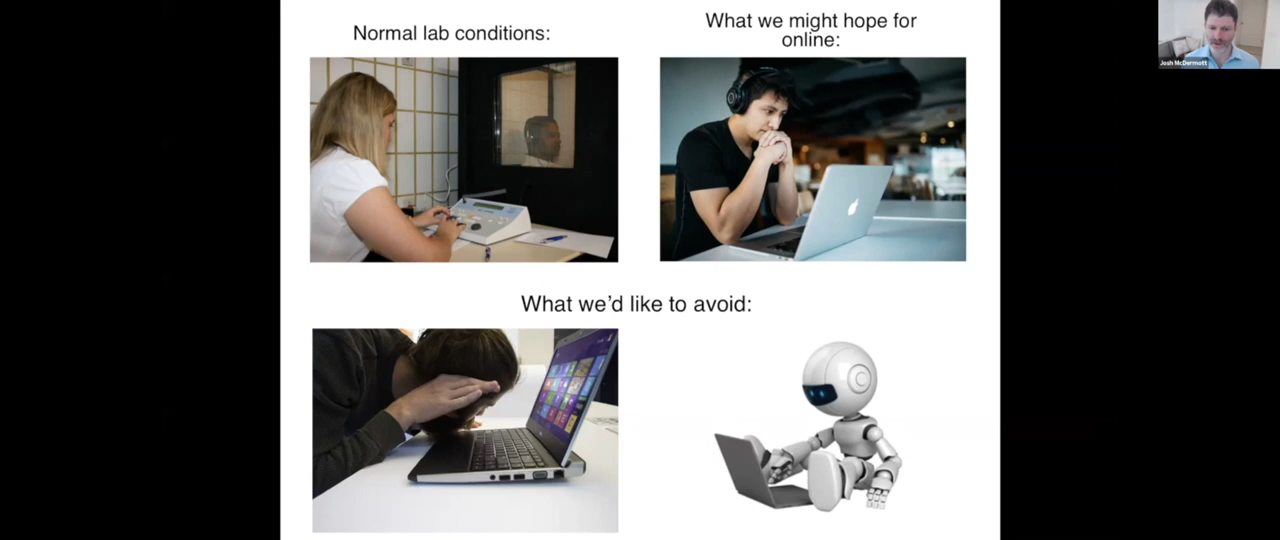 Normal lab conditions:
What we might hope for
online:
Josh McDermott
What we'd like to avoid: